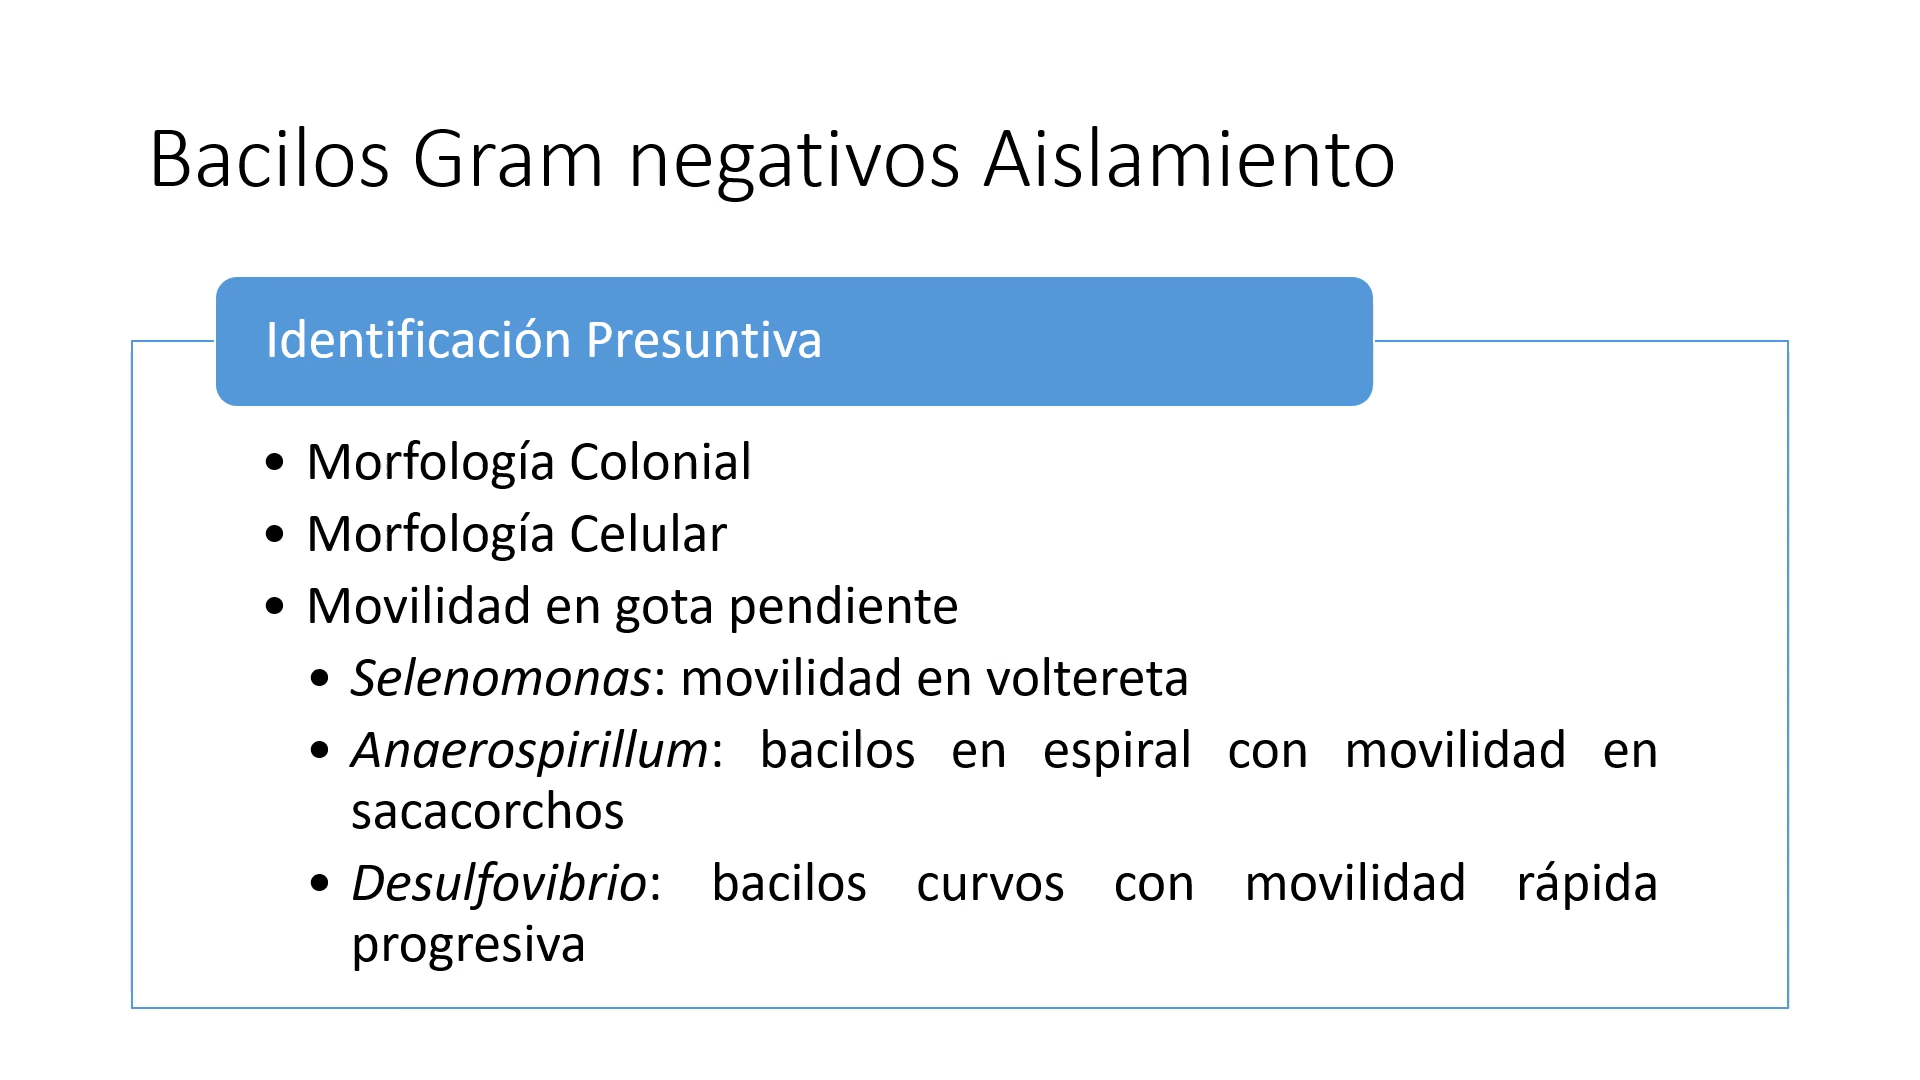 Bacilos Gram negativos Aislamiento
Identificación Presuntiva
• Morfología Colonial
• Morfología Celular
• Movilidad en gota pendiente
• Selenomonas: movilidad en voltereta
• Anaerospirillum: bacilos en espiral con movilidad en
sacacorchos
• Desulfovibrio: bacilos curvos con movilidad rápida
progresiva